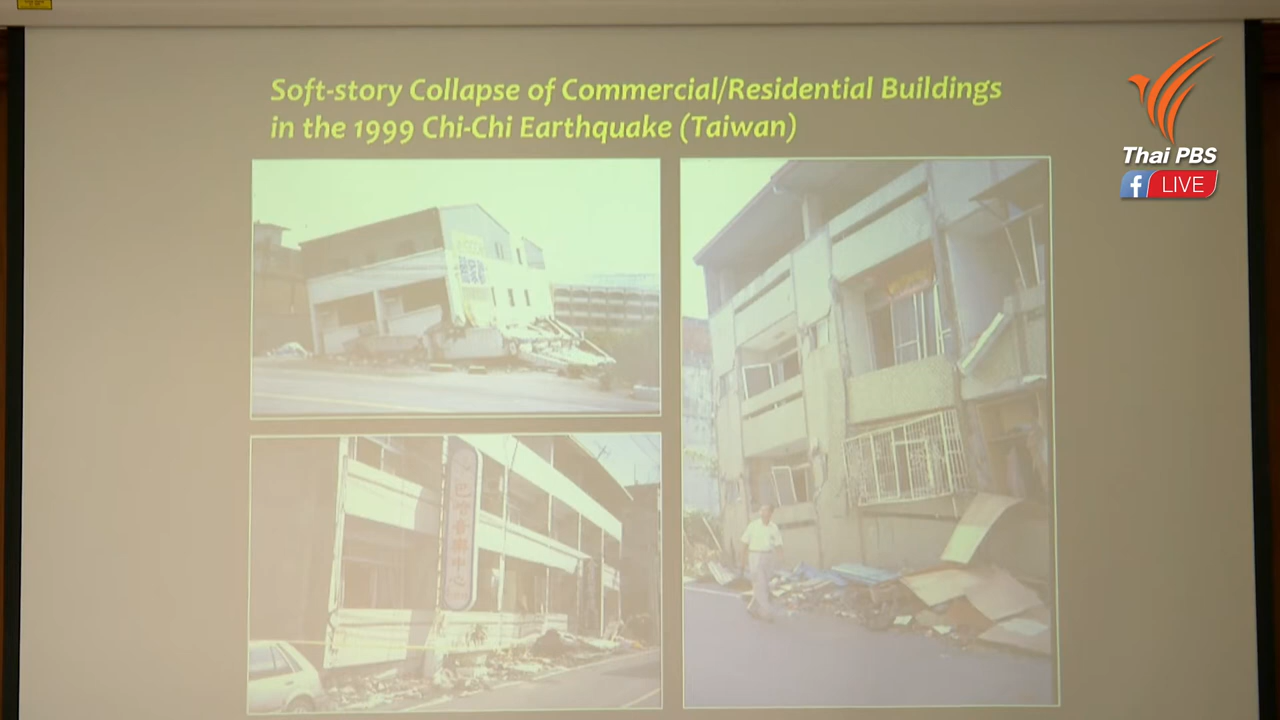 Soft-story Collapse of Commercial/Residential Buildings
in the 1999 Chi-Chi Earthquake (Taiwan)
Thai PBS
f LIVE